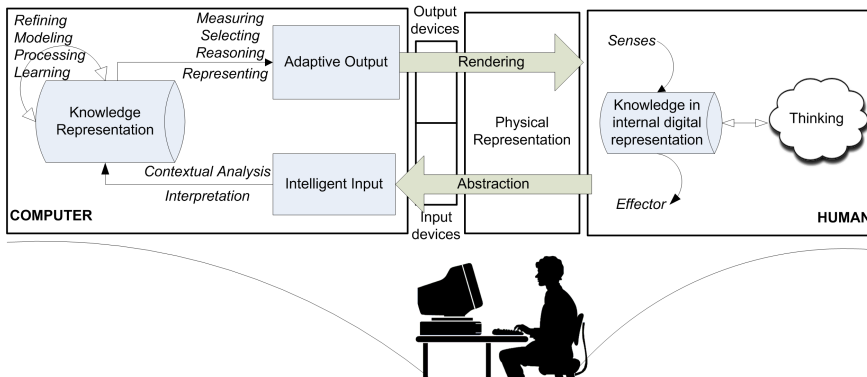 Refining
Modeling
Processing
Learning
Measuring
Selecting
Reasoning
Representing
Knowledge
Representation
Adaptive Output
Contextual Analysis
Interpretation
Intelligent Input
COMPUTER
Output
devices
Rendering
Physical
Representation
Abstraction
Input
devices
Senses
Knowledge in
internal digital
representation
Thinking
Effector
HUMAN